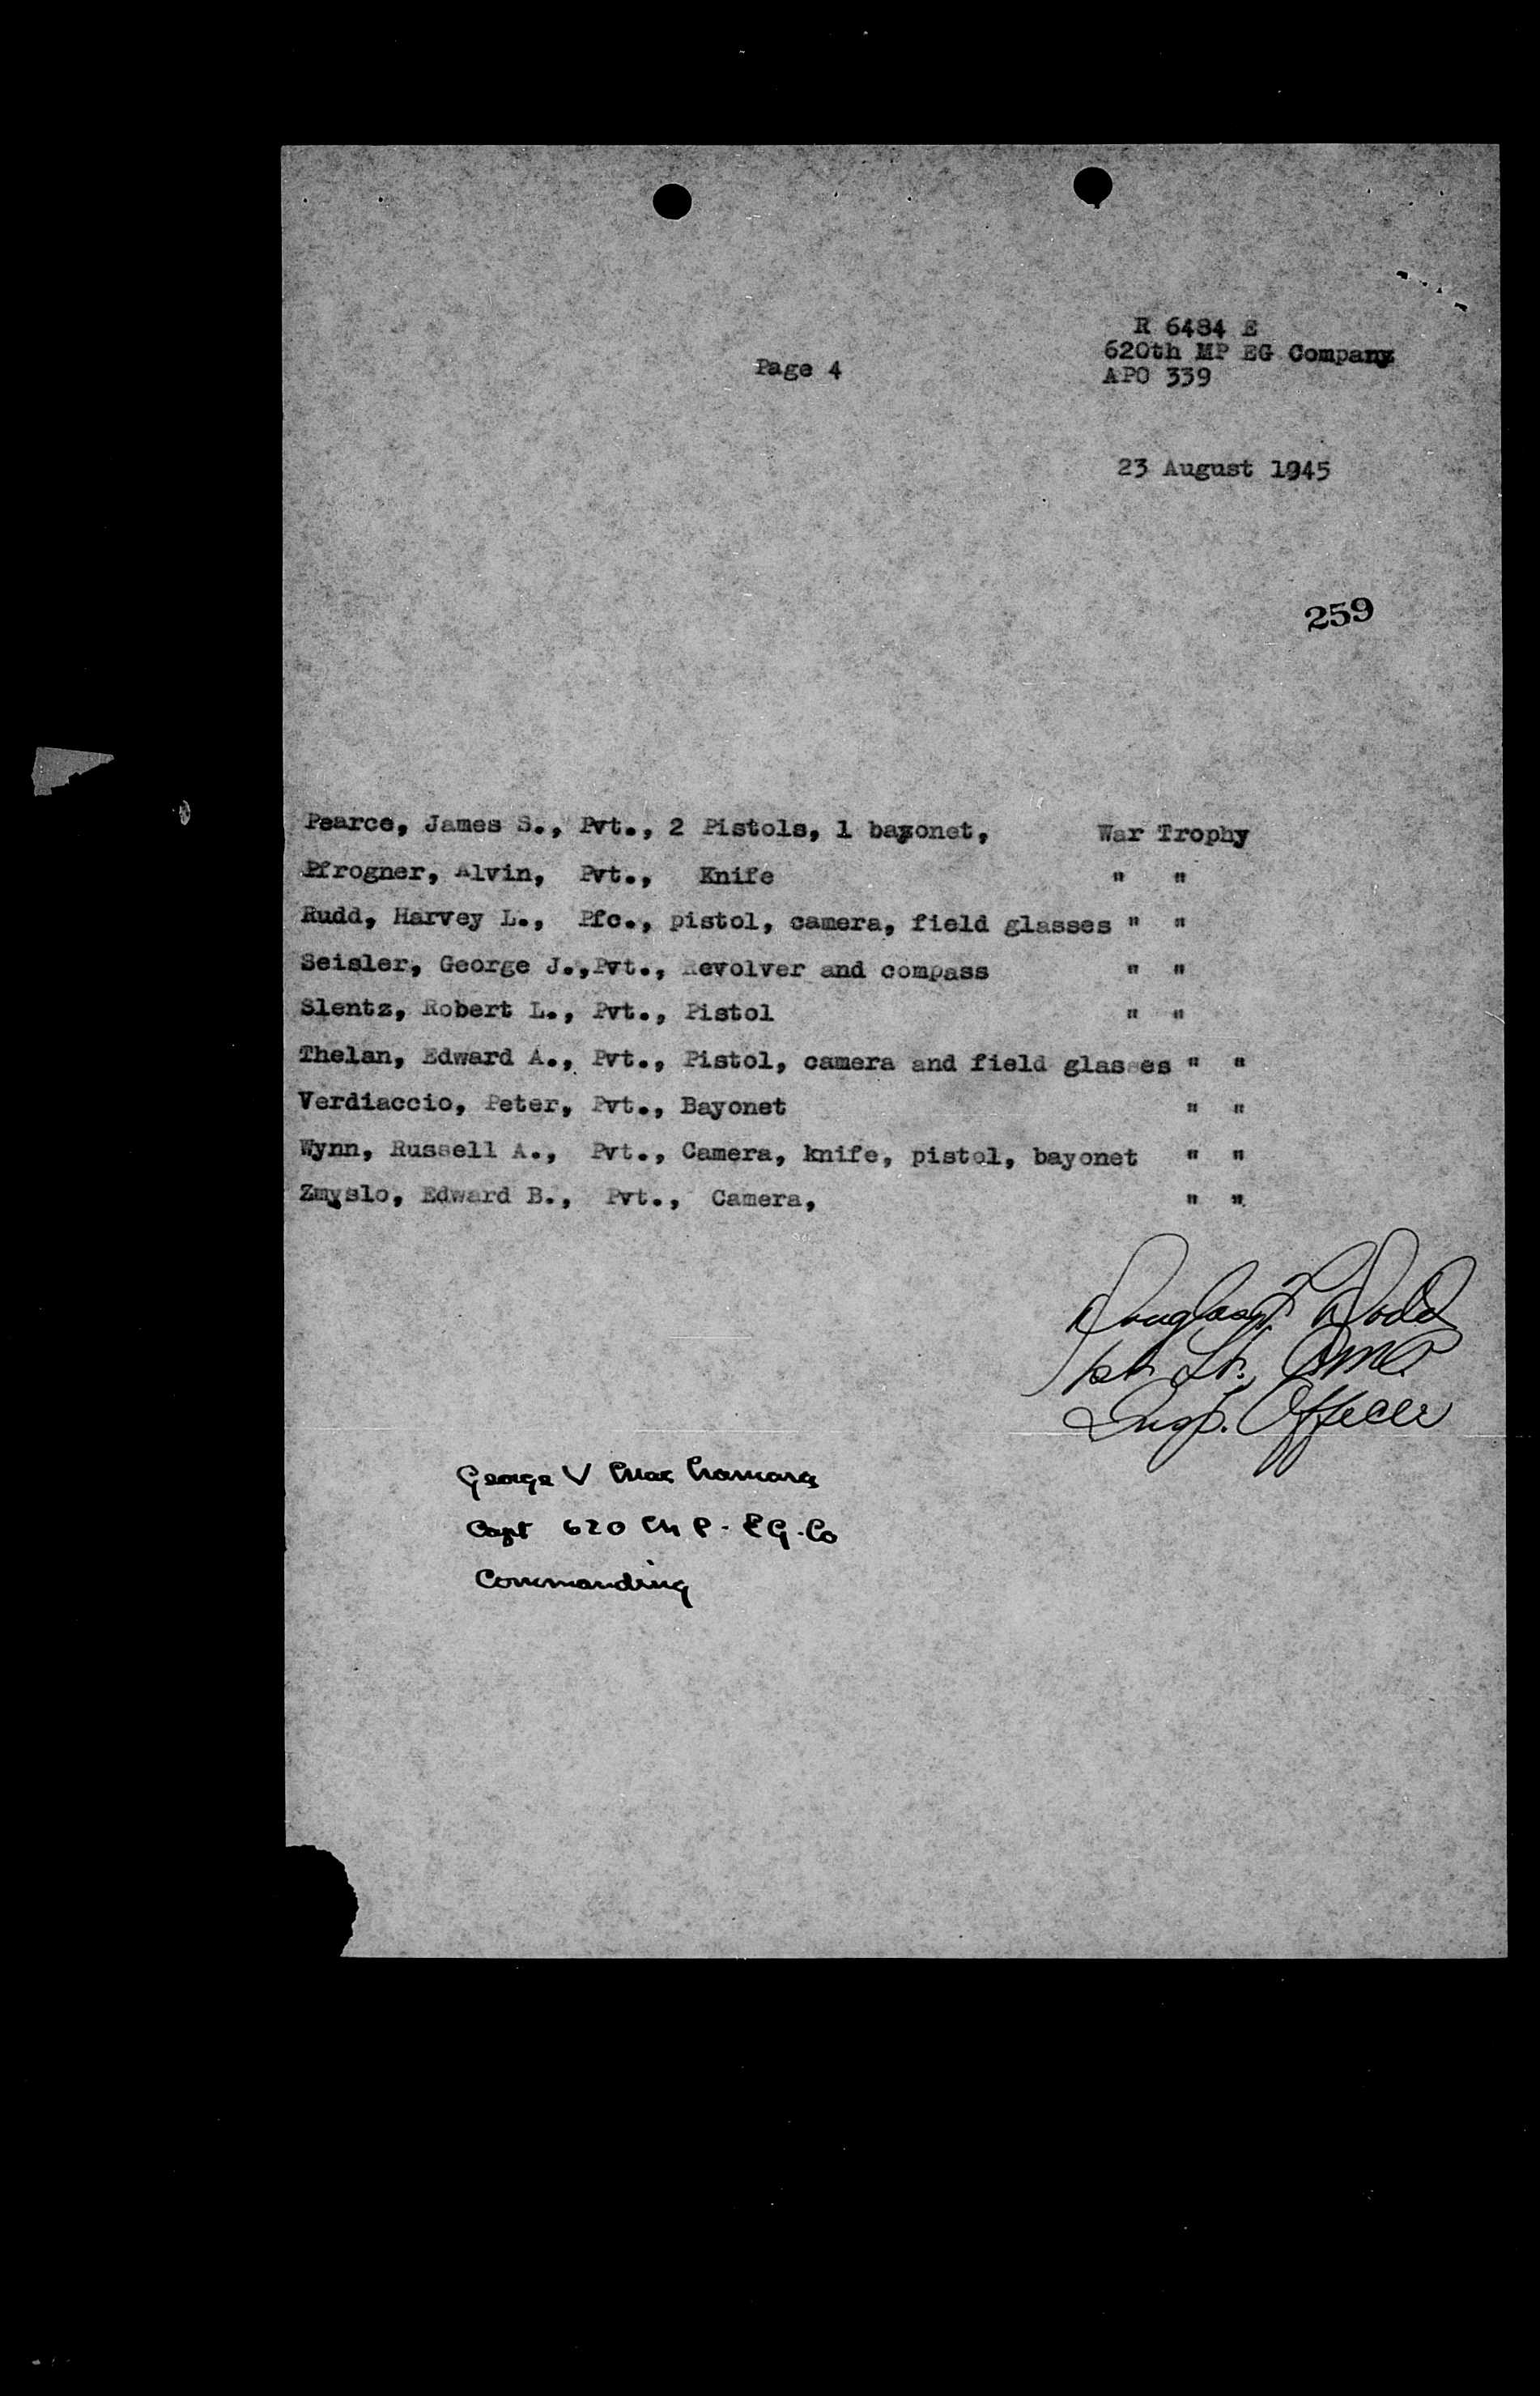 R 6484 E
Page 4
620th MP EG Company
APO 339
23 August 1945
259
Pearce, James S., Pvt., 2 Pistols, 1 bayonet, War Trophy
Pfrogner, Alvin, Pvt., Knife " "
Rudd, Harvey L., Pfc., pistol, camera, field glasses " "
Seisler, George J.,Pvt., Revolver and compass " "
Slentz, Robert L., Pvt., Pistol " "
Thelan, Edward A., Pvt., Pistol, camera and field glasses " "
Verdiaccio, Peter, Pvt., Bayonet " "
Wynn, Russell A., Pvt., Camera, knife, pistol, bayonet " "
Zmyslo, Edward B., Pvt., Camera, " "
Douglas F. Dodd
1st Lt., QMC
Insp. Officer
George V Mac Namara
Capt 620 M P - E G - Co
Commanding